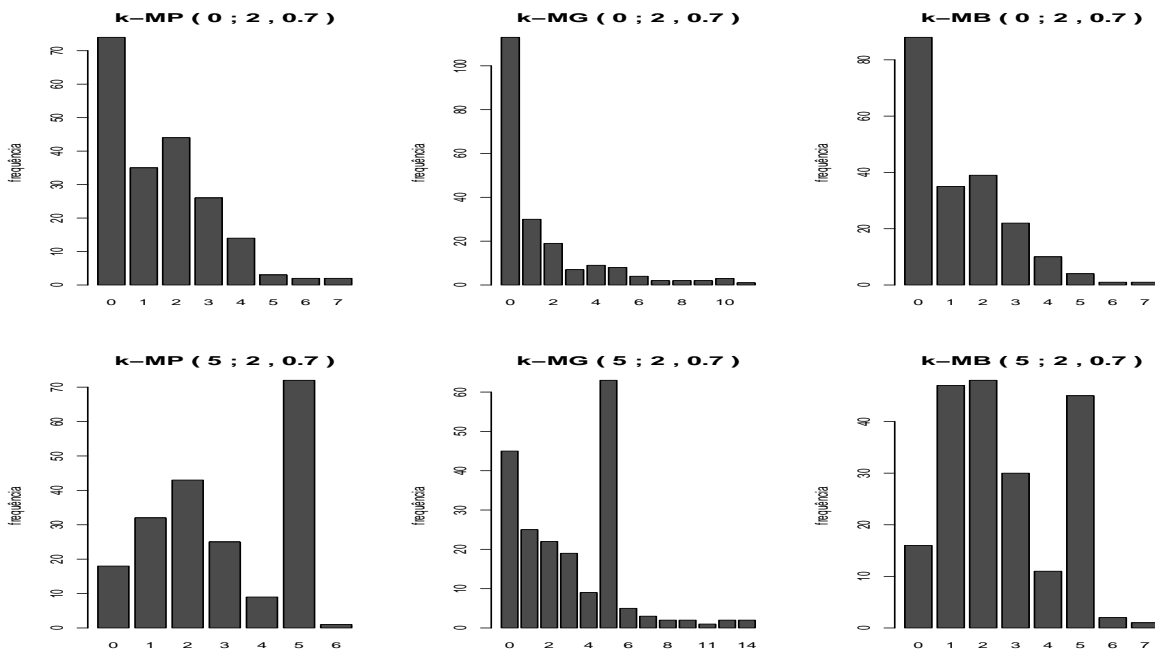 k−MP ( 0 ; 2 , 0.7 )
frequência
0 10 20 30 40 50 60 70
0 1 2 3 4 5 6 7
k−MG ( 0 ; 2 , 0.7 )
frequência
0 20 40 60 80 100
0 2 4 6 8 10
k−MB ( 0 ; 2 , 0.7 )
frequência
0 20 40 60 80
0 1 2 3 4 5 6 7
k−MP ( 5 ; 2 , 0.7 )
frequência
0 10 20 30 40 50 60 70
0 1 2 3 4 5 6
k−MG ( 5 ; 2 , 0.7 )
frequência
0 10 20 30 40 50 60
0 2 4 6 8 11 14
k−MB ( 5 ; 2 , 0.7 )
frequência
0 10 20 30 40
0 1 2 3 4 5 6 7